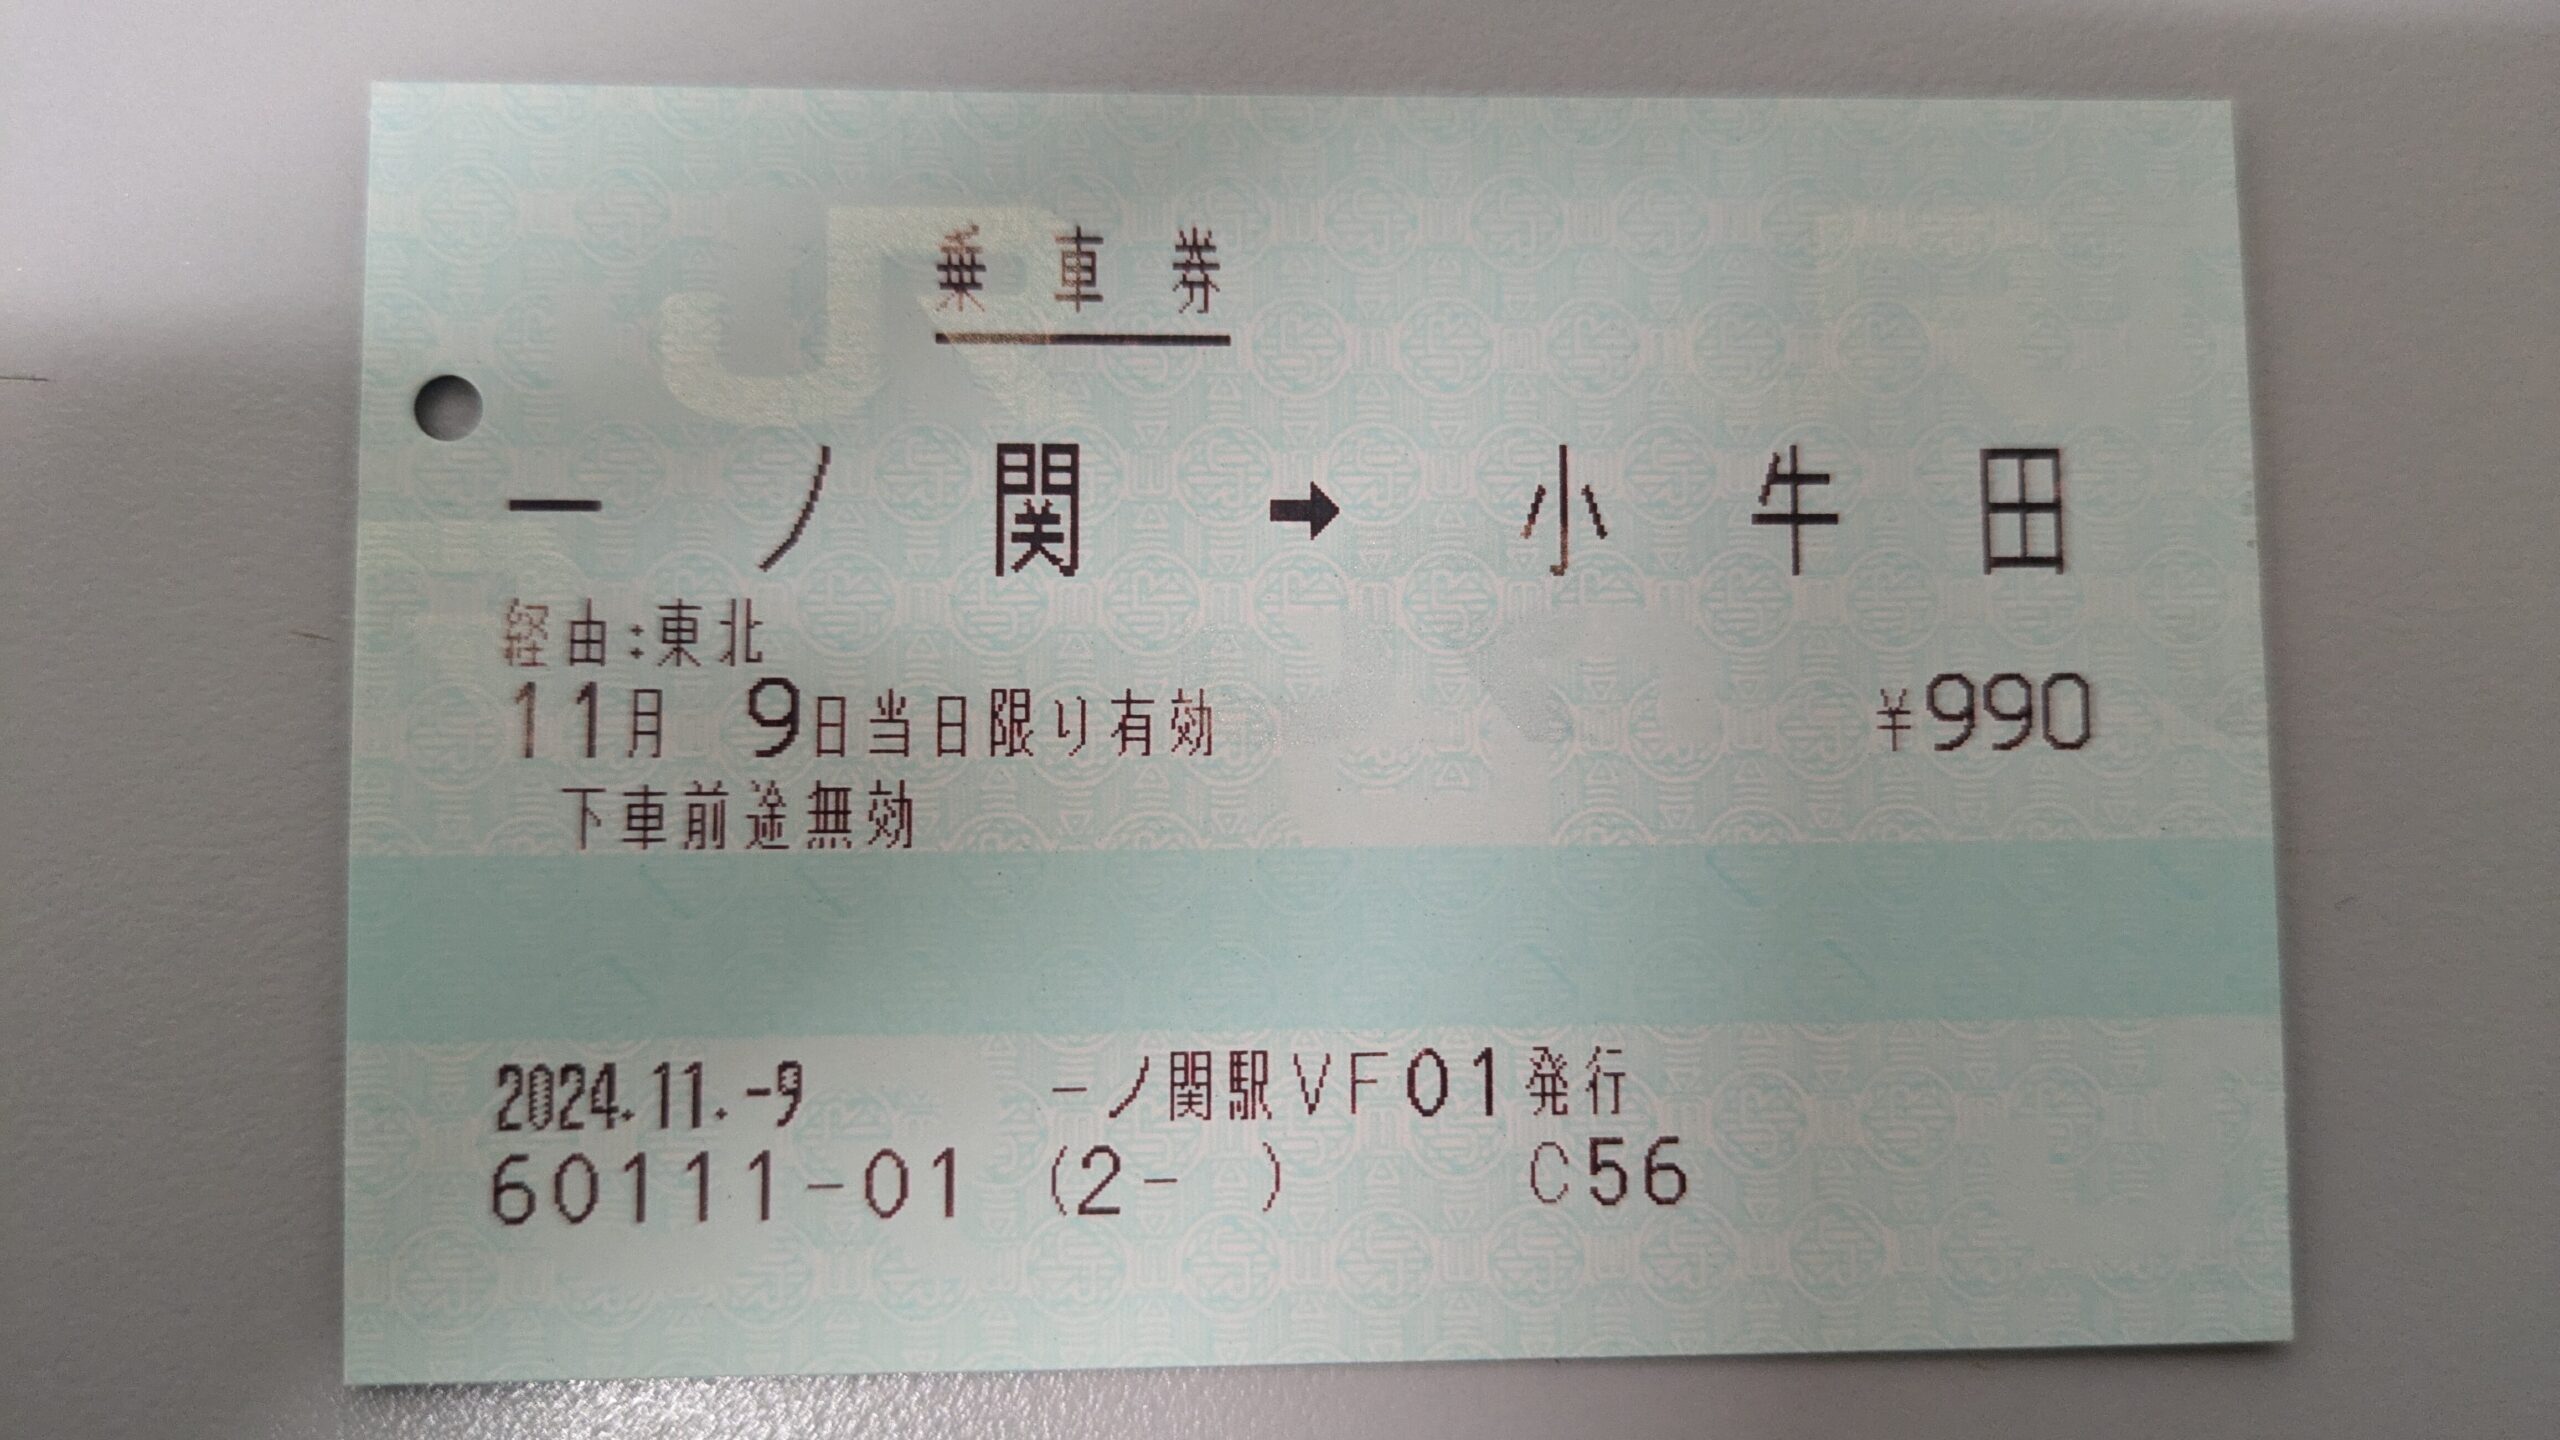 JR
乗車券
一ノ関➡小牛田
経由:東北
11月 9日当日限り有効 ¥990
下車前途無効
2024.11.-9 一ノ関駅VF01発行
60111-01 (2- ) C56